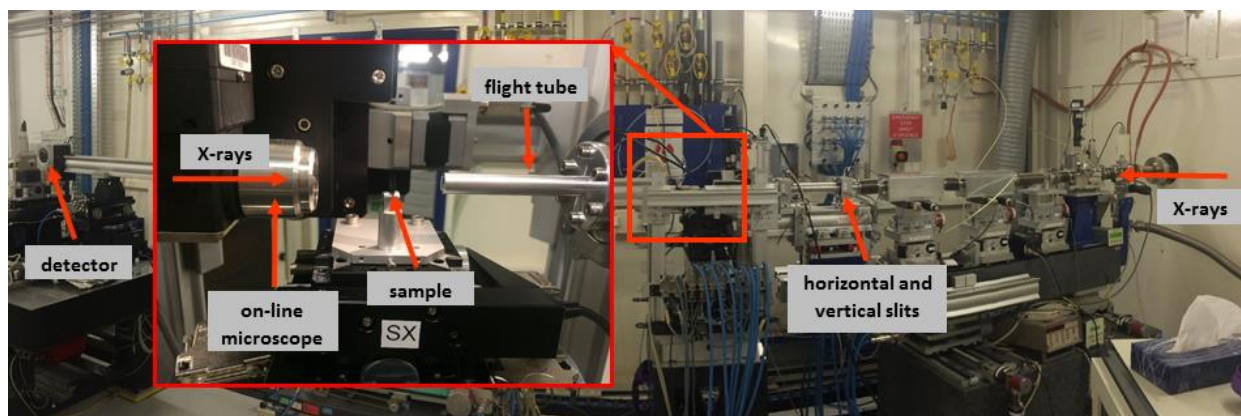 flight tube
X-rays
detector
on-line
microscope
sample
SX
horizontal and
vertical slits
X-rays